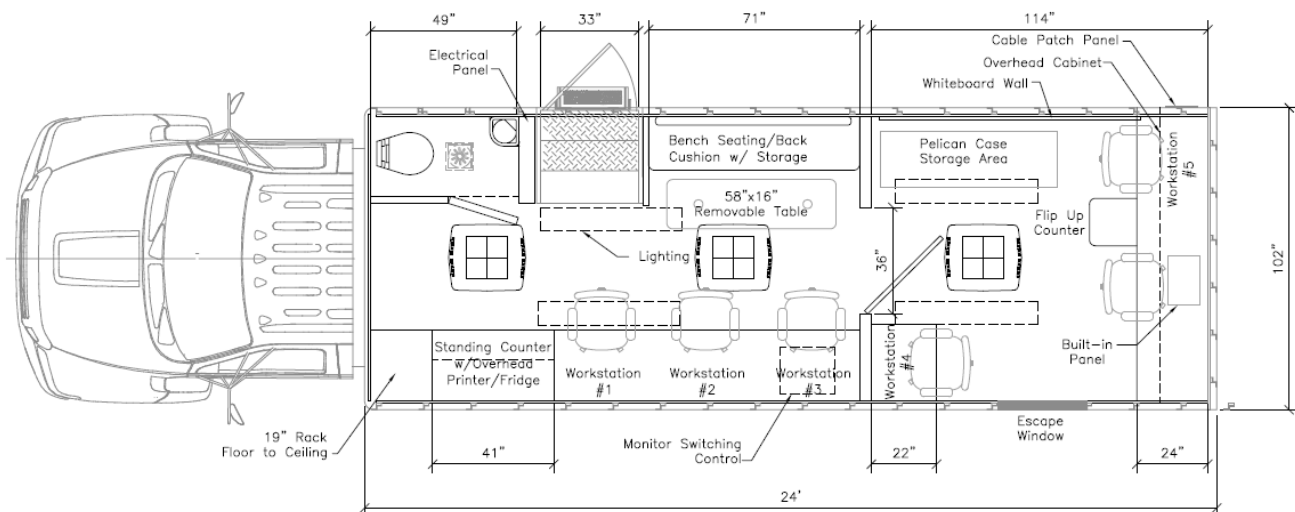 49"
33"
71"
114"
Cable Patch Panel
Overhead Cabinet
Whiteboard Wall
Electrical
Panel
Bench Seating/Back
Cushion w/ Storage
Pelican Case
Storage Area
Workstation
#5
58"x16"
Removable Table
Flip Up
Counter
Lighting
36"
102"
Standing Counter
w/Overhead
Printer/Fridge
Workstation
#1
Workstation
#2
Workstation
#3
Workstation
#4
Built-in
Panel
19" Rack
Floor to Ceiling
Monitor Switching
Control
Escape
Window
41"
22"
24"
24'